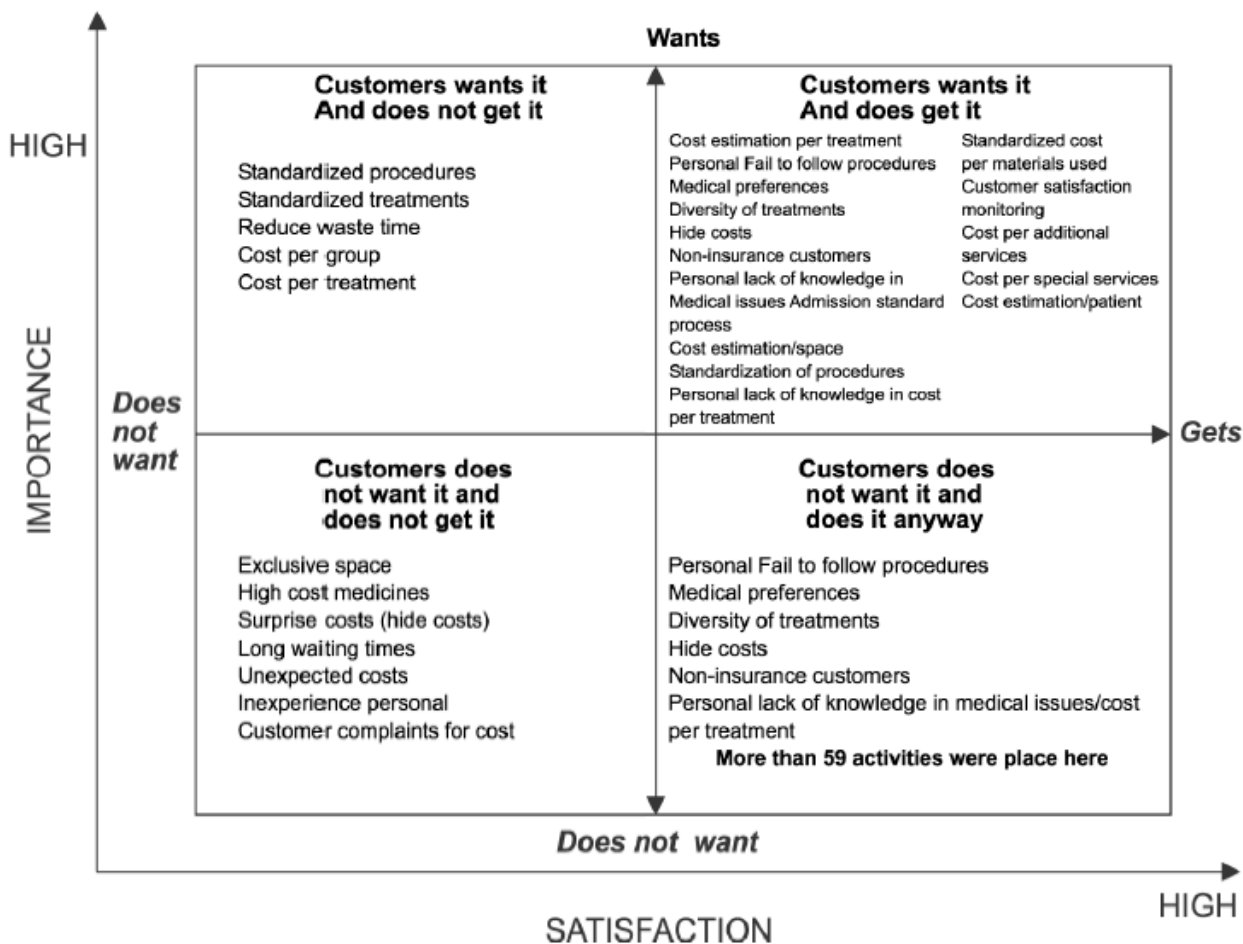 Wants
HIGH
IMPORTANCE
Does
not
want
Customers wants it
And does not get it
Standardized procedures
Standardized treatments
Reduce waste time
Cost per group
Cost per treatment
Customers wants it
And does get it
Cost estimation per treatment
Personal Fail to follow procedures
Medical preferences
Diversity of treatments
Hide costs
Non-insurance customers
Personal lack of knowledge in
Medical issues Admission standard
process
Cost estimation/space
Standardization of procedures
Personal lack of knowledge in cost
per treatment
Standardized cost
per materials used
Customer satisfaction
monitoring
Cost per additional
services
Cost per special services
Cost estimation/patient
Gets
Customers does
not want it and
does not get it
Exclusive space
High cost medicines
Surprise costs (hide costs)
Long waiting times
Unexpected costs
Inexperience personal
Customer complaints for cost
Customers does
not want it and
does it anyway
Personal Fail to follow procedures
Medical preferences
Diversity of treatments
Hide costs
Non-insurance customers
Personal lack of knowledge in medical issues/cost
per treatment
More than 59 activities were place here
Does not want
HIGH
SATISFACTION